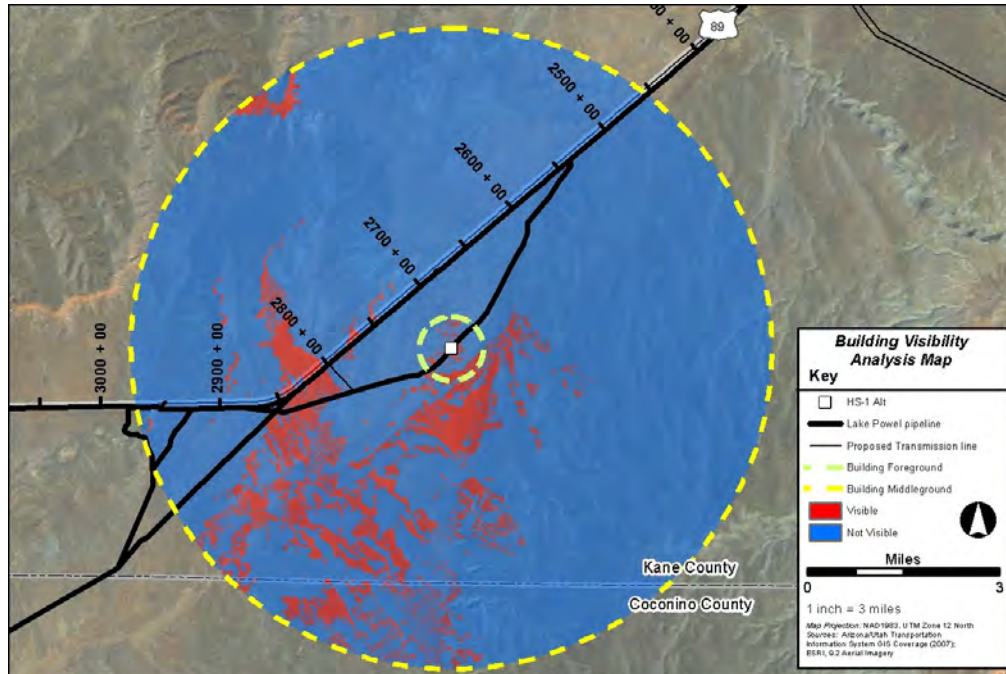 89
2500 + 00
2600 + 00
2700 + 00
2800 + 00
2900 + 00
3000 + 00
Kane County
Coconino County
Building Visibility
Analysis Map
Key
HS-1 Alt
Lake Powel pipeline
Proposed Transmission line
Building Foreground
Building Middleground
Visible
Not Visible
Miles
0 3
1 inch = 3 miles
Map Projection: NAD1983, UTM Zone 12 North
Sources: Arizona/Utah Transportation
Information System GIS Coverage (2007);
ESRI, 0.2 Aerial Imagery